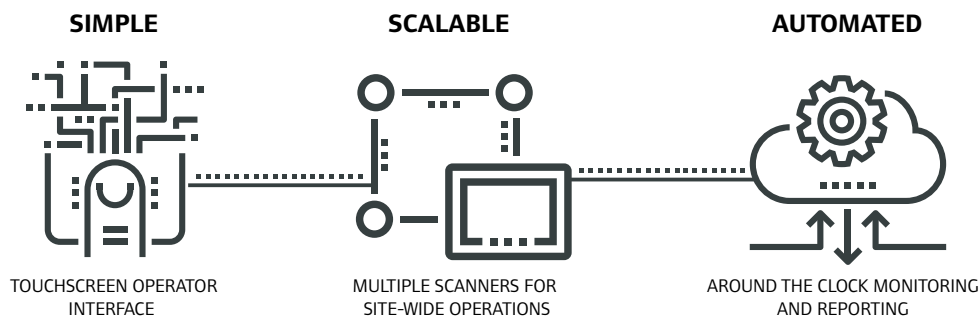 SIMPLE
SCALABLE
AUTOMATED
TOUCHSCREEN OPERATOR
INTERFACE
MULTIPLE SCANNERS FOR
SITE-WIDE OPERATIONS
AROUND THE CLOCK MONITORING
AND REPORTING